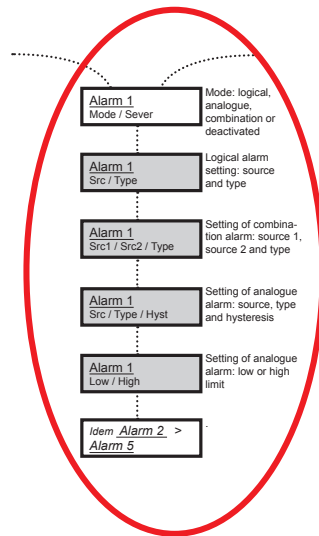 Alarm 1
Mode / Sever
Mode: logical,
analogue,
combination or
deactivated
Alarm 1
Src / Type
Logical alarm
setting: source
and type
Alarm 1
Src1 / Src2 / Type
Setting of combina-
tion alarm: source 1,
source 2 and type
Alarm 1
Src / Type / Hyst
Setting of analogue
alarm: source, type
and hysteresis
Alarm 1
Low / High
Setting of analogue
alarm: low or high
limit
Idem Alarm 2 >
Alarm 5
.